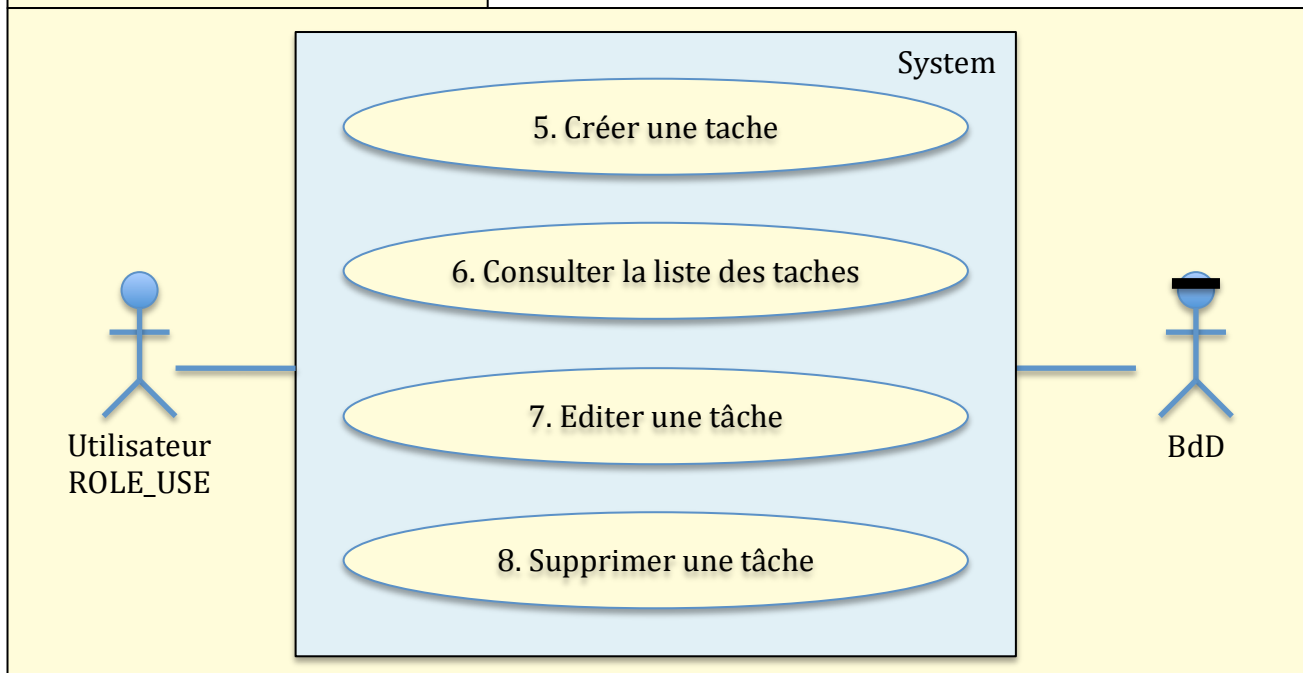 System
5. Créer une tache
6. Consulter la liste des taches
7. Editer une tâche
8. Supprimer une tâche
Utilisateur
ROLE_USE
BdD